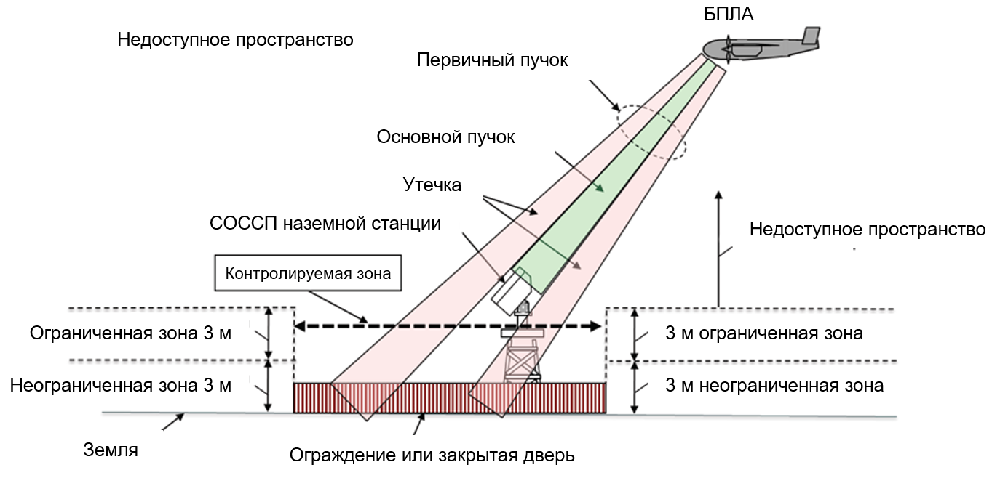 БПЛА
Недоступное пространство
Первичный пучок
Основной пучок
Утечка
СОССП наземной станции
Недоступное пространство
Контролируемая зона
Ограниченная зона 3 м
3 м ограниченная зона
Неограниченная зона 3 м
3 м неограниченная зона
Земля
Ограждение или закрытая дверь